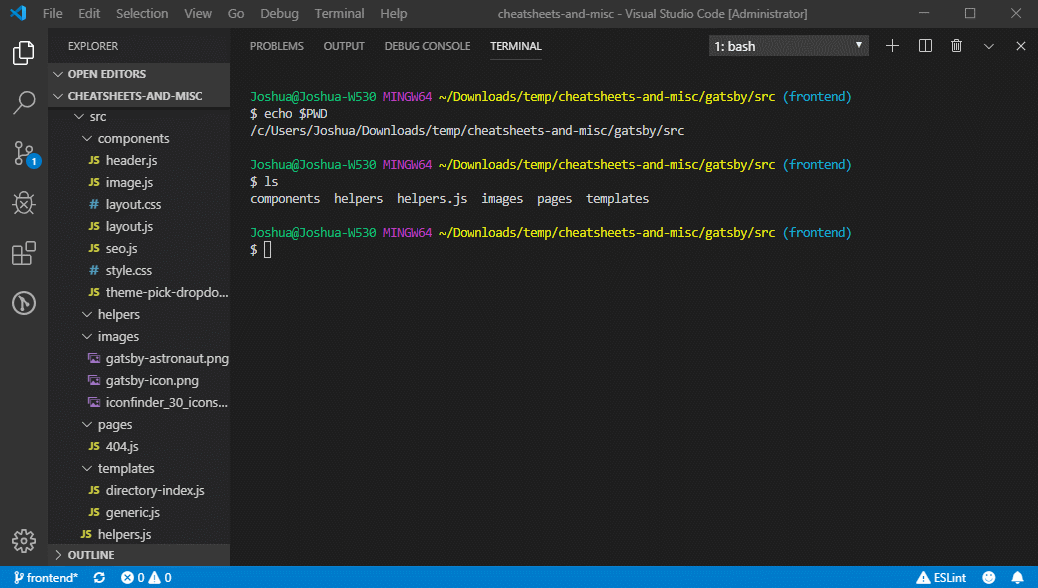 File Edit Selection View Go Debug Terminal Help cheatsheets-and-misc - Visual Studio Code [Administrator]
EXPLORER
OPEN EDITORS
CHEATSHEETS-AND-MISC
src
components
JS header.js
JS image.js
# layout.css
JS layout.js
JS seo.js
# style.css
JS theme-pick-dropdo...
helpers
images
gatsby-astronaut.png
gatsby-icon.png
iconfinder_30_icons...
pages
JS 404.js
templates
JS directory-index.js
JS generic.js
JS helpers.js
OUTLINE
1
PROBLEMS OUTPUT DEBUG CONSOLE TERMINAL 1: bash
Joshua@Joshua-W530 MINGW64 ~/Downloads/temp/cheatsheets-and-misc/gatsby/src (frontend)
$ echo $PWD
/c/Users/Joshua/Downloads/temp/cheatsheets-and-misc/gatsby/src
Joshua@Joshua-W530 MINGW64 ~/Downloads/temp/cheatsheets-and-misc/gatsby/src (frontend)
$ ls
components helpers helpers.js images pages templates
Joshua@Joshua-W530 MINGW64 ~/Downloads/temp/cheatsheets-and-misc/gatsby/src (frontend)
$
frontend* 0 0 ESLint